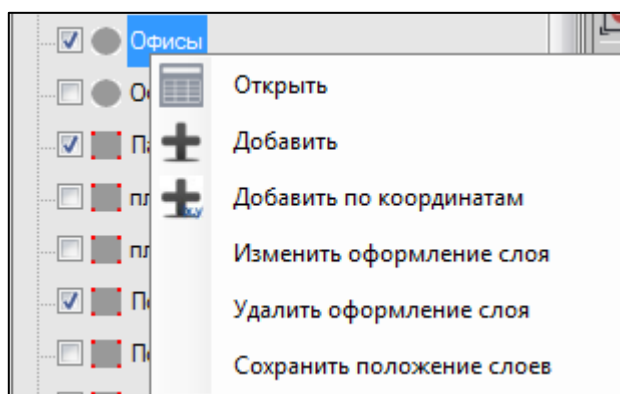 Офисы
Открыть
Добавить
Добавить по координатам
Изменить оформление слоя
Удалить оформление слоя
Сохранить положение слоев